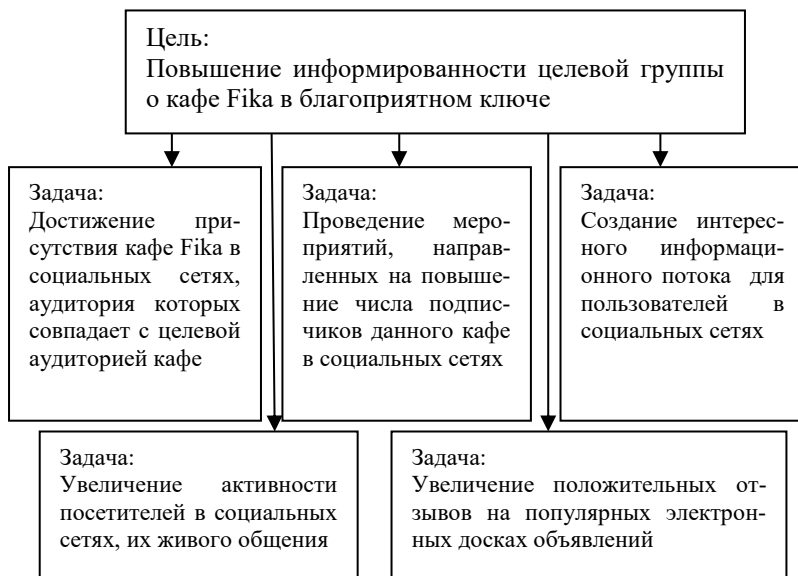 Цель:
Повышение информированности целевой группы
о кафе Fika в благоприятном ключе
Задача:
Достижение при-
сутствия кафе Fika в
социальных сетях,
аудитория которых
совпадает с целевой
аудиторией кафе
Задача:
Проведение меро-
приятий, направ-
ленных на повыше-
ние числа подпис-
чиков данного кафе
в социальных сетях
Задача:
Создание интерес-
ного информаци-
онного потока для
пользователей в
социальных сетях
Задача:
Увеличение активности
посетителей в социальных
сетях, их живого общения
Задача:
Увеличение положительных от-
зывов на популярных электрон-
ных досках объявлений